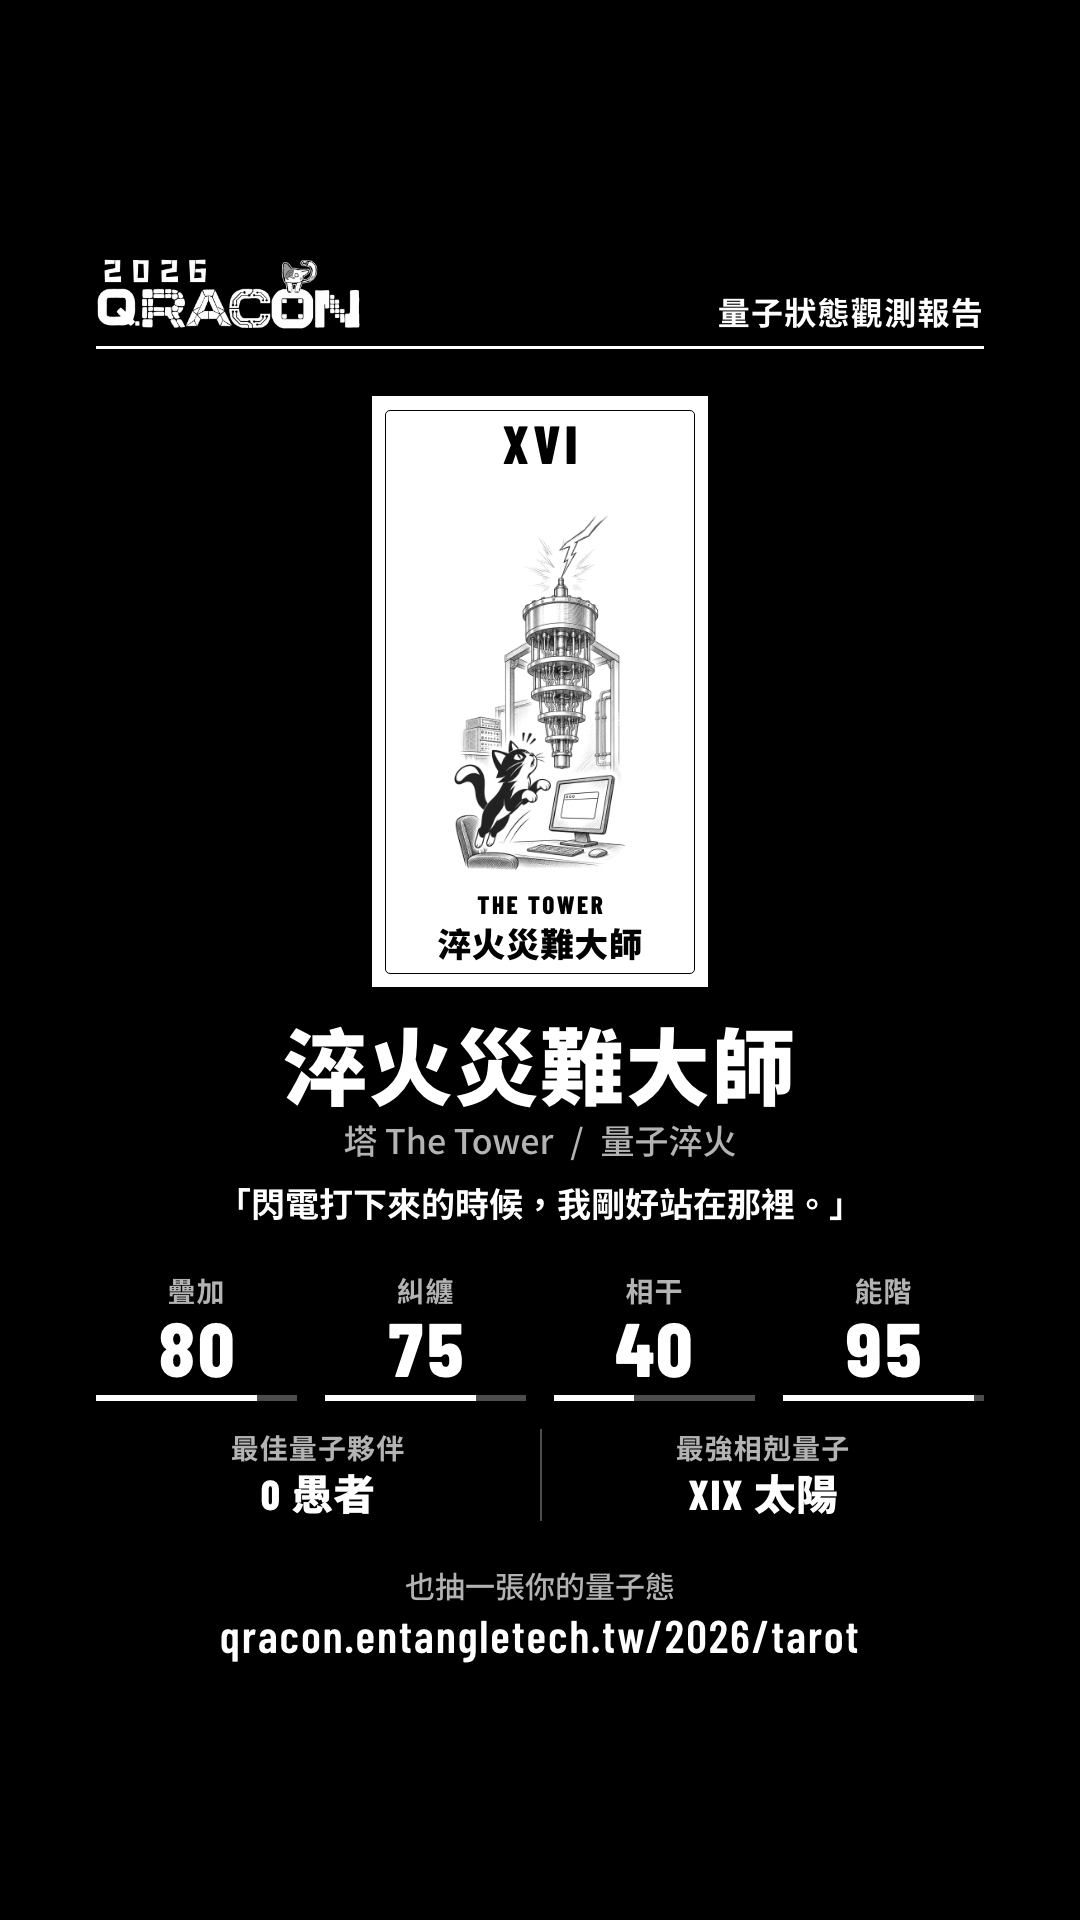 2026
QRACON
量子狀態觀測報告
XVI
THE TOWER
淬火災難大師
淬火災難大師
塔 The Tower / 量子淬火
「閃電打下來的時候，我剛好站在那裡。」
疊加 糾纏 相干 能階
80 75 40 95
最佳量子夥伴 最強相剋量子
0 愚者 XIX 太陽
也抽一張你的量子態
qracon.entangletech.tw/2026/tarot